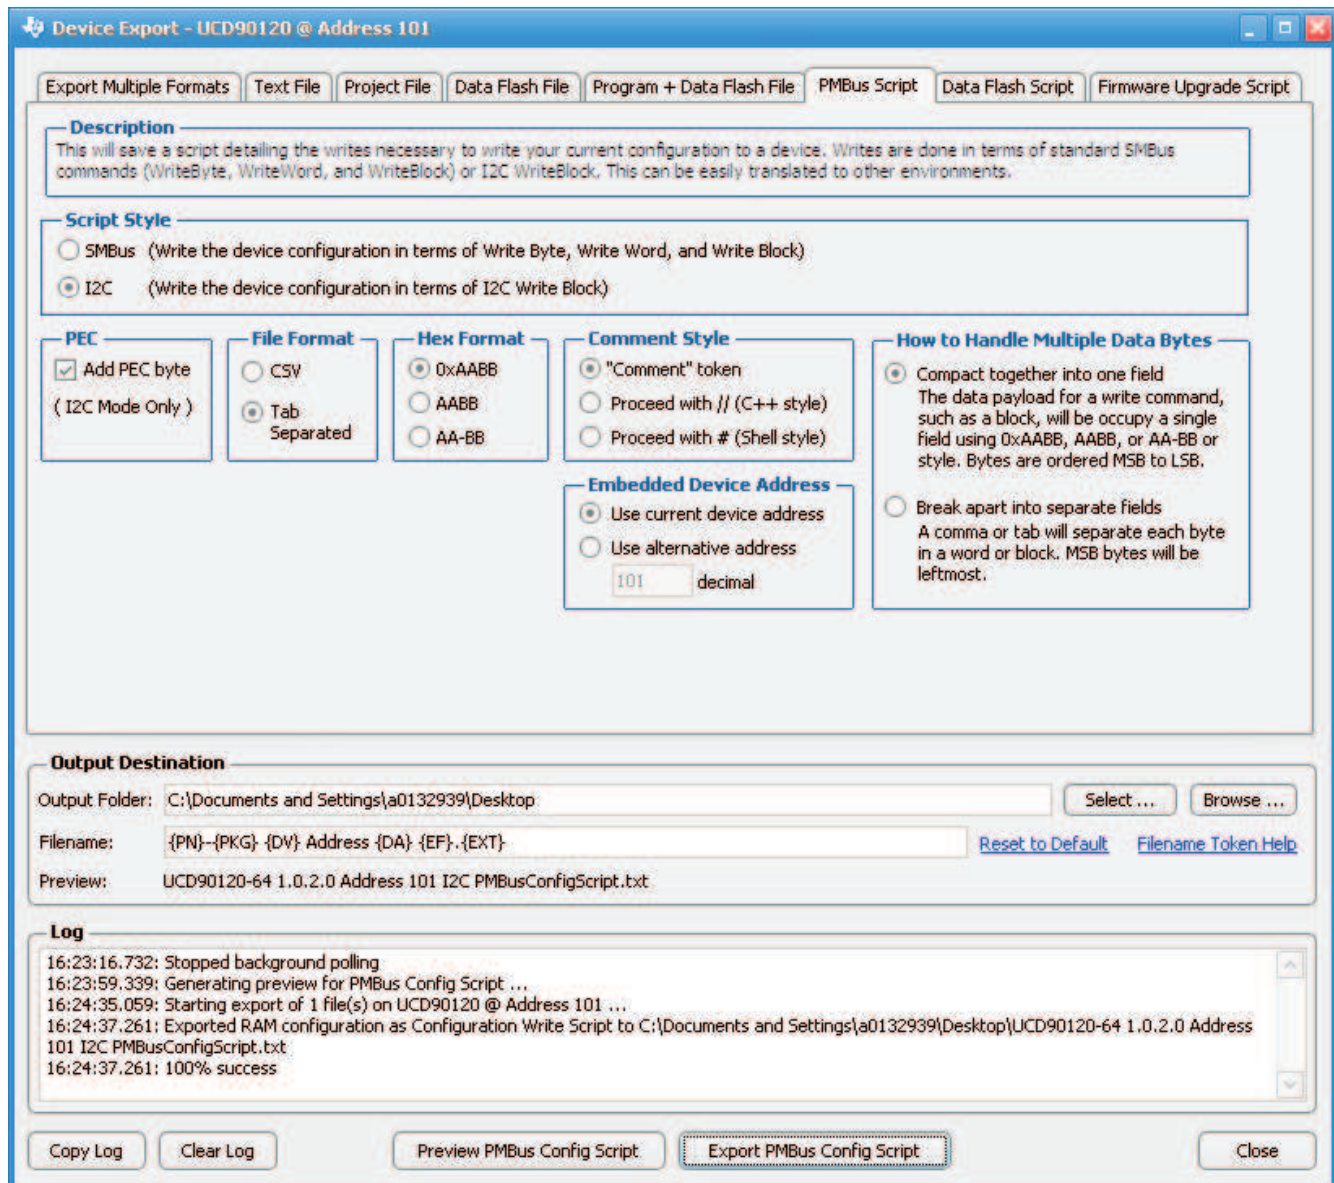 Device Export - UCD90120 @ Address 101
Export Multiple Formats
Text File
Project File
Data Flash File
Program + Data Flash File
PMBus Script
Data Flash Script
Firmware Upgrade Script
Description
This will save a script detailing the writes necessary to write your current configuration to a device. Writes are done in terms of standard SMBus
commands (WriteByte, WriteWord, and WriteBlock) or I2C WriteBlock. This can be easily translated to other environments.
Script Style
SMBus (Write the device configuration in terms of Write Byte, Write Word, and Write Block)
I2C (Write the device configuration in terms of I2C Write Block)
PEC
Add PEC byte
( I2C Mode Only )
File Format
CSV
Tab
Separated
Hex Format
0xAABB
AABB
AA-BB
Comment Style
"Comment" token
Proceed with // (C++ style)
Proceed with # (Shell style)
Embedded Device Address
Use current device address
Use alternative address
101 decimal
How to Handle Multiple Data Bytes
Compact together into one field
The data payload for a write command,
such as a block, will be occupy a single
field using 0xAABB, AABB, or AA-BB or
style. Bytes are ordered MSB to LSB.
Break apart into separate fields
A comma or tab will separate each byte
in a word or block. MSB bytes will be
leftmost.
Output Destination
Output Folder: C:\Documents and Settings\a0132939\Desktop
Select ...
Browse ...
Filename: {PN}-{PKG} {DV} Address {DA} {EF}.{EXT}
Reset to Default
Filename Token Help
Preview: UCD90120-64 1.0.2.0 Address 101 I2C PMBusConfigScript.txt
Log
16:23:16.732: Stopped background polling
16:23:59.339: Generating preview for PMBus Config Script ...
16:24:35.059: Starting export of 1 file(s) on UCD90120 @ Address 101 ...
16:24:37.261: Exported RAM configuration as Configuration Write Script to C:\Documents and Settings\a0132939\Desktop\UCD90120-64 1.0.2.0 Address
101 I2C PMBusConfigScript.txt
16:24:37.261: 100% success
Copy Log
Clear Log
Preview PMBus Config Script
Export PMBus Config Script
Close